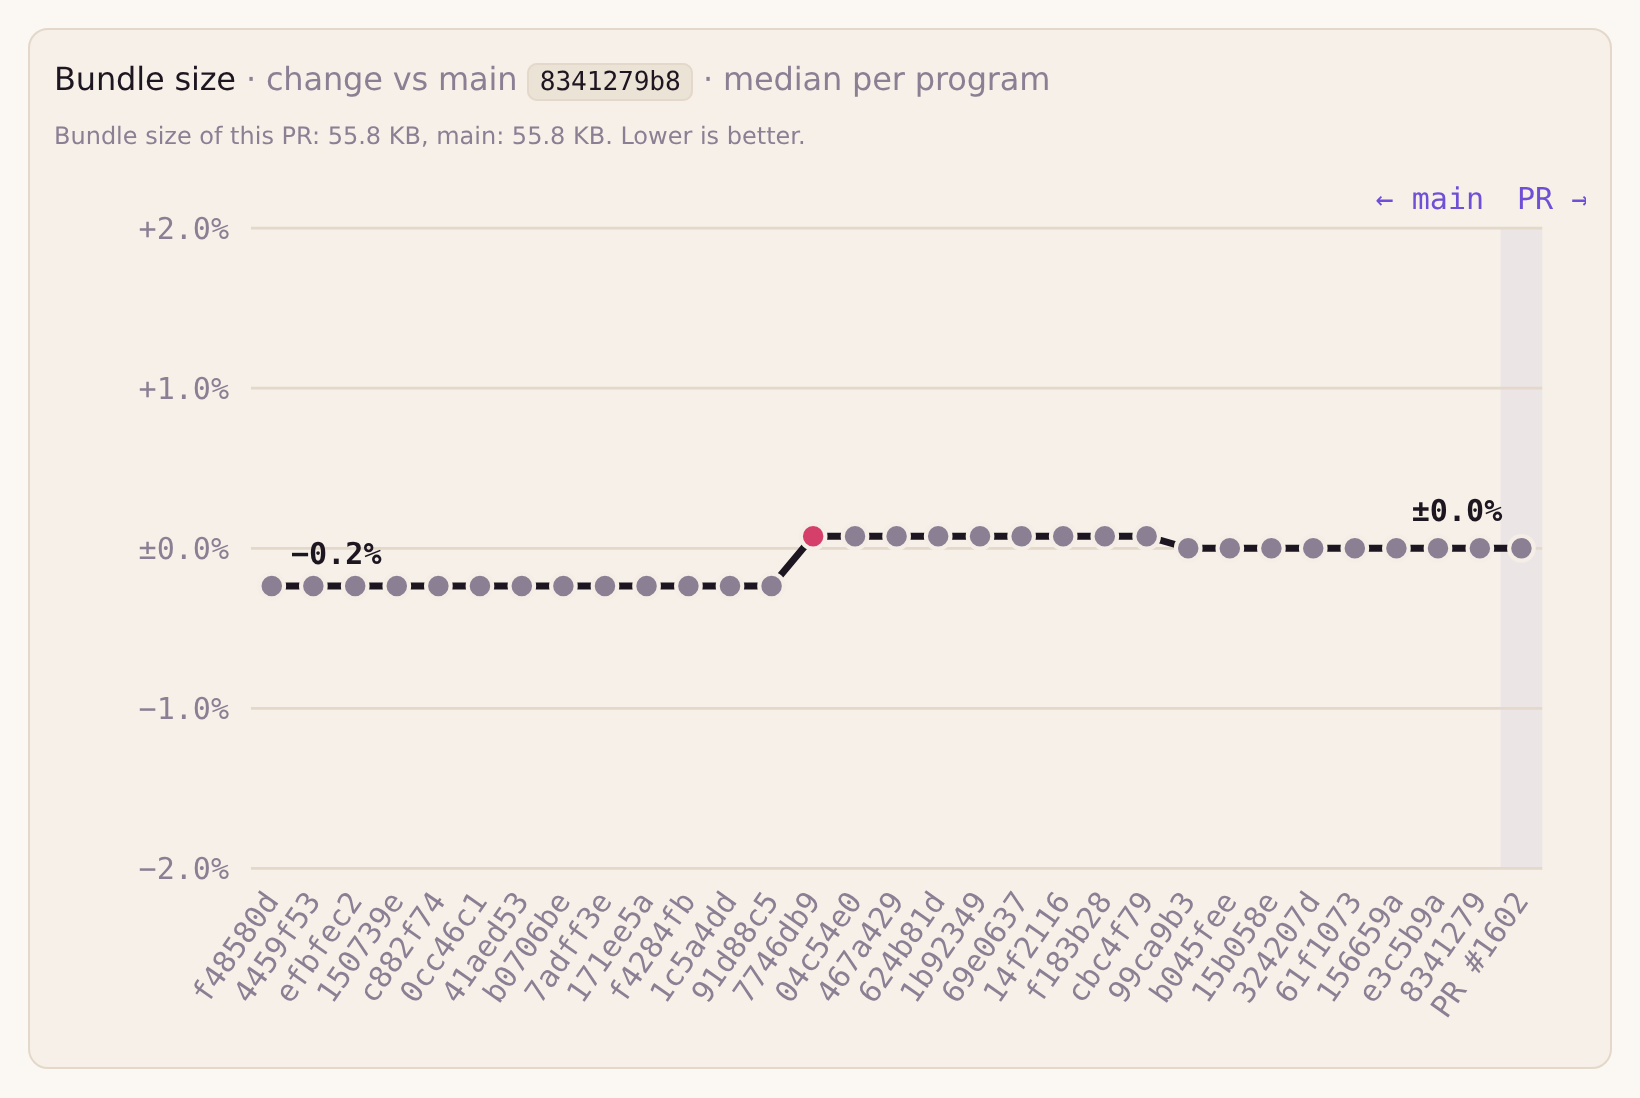 Bundle size · change vs main 8341279b8 · median per program
Bundle size of this PR: 55.8 KB, main: 55.8 KB. Lower is better.
← main PR →
+2.0%
+1.0%
±0.0%
−1.0%
−2.0%
−0.2%
±0.0%
f48580d
4459f53
efbfec2
150739e
c882f74
0cc46c1
41aed53
b0706be
7adff3e
171ee5a
f4284fb
1c5a4dd
91d88c5
7746db9
04c54e0
467a429
624b81d
1b92349
69e0637
14f2116
f183b28
cbc4f79
99ca9b3
b045fee
15b058e
324207d
61f1073
156659a
e3c5b9a
8341279
PR #1602